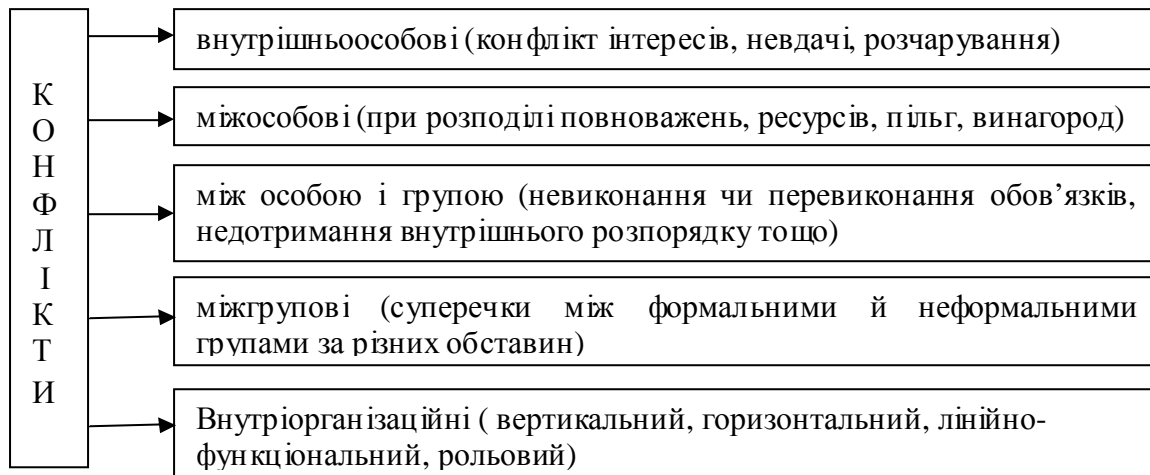 КОНФЛІКТИ
внутрішньоособові (конфлікт інтересів, невдачі, розчарування)
міжособові (при розподілі повноважень, ресурсів, пільг, винагород)
між особою і групою (невиконання чи перевиконання обов’язків,
недотримання внутрішнього розпорядку тощо)
міжгрупові (суперечки між формальними й неформальними
групами за різних обставин)
Внутріорганізаційні ( вертикальний, горизонтальний, лінійно-
функціональний, рольовий)